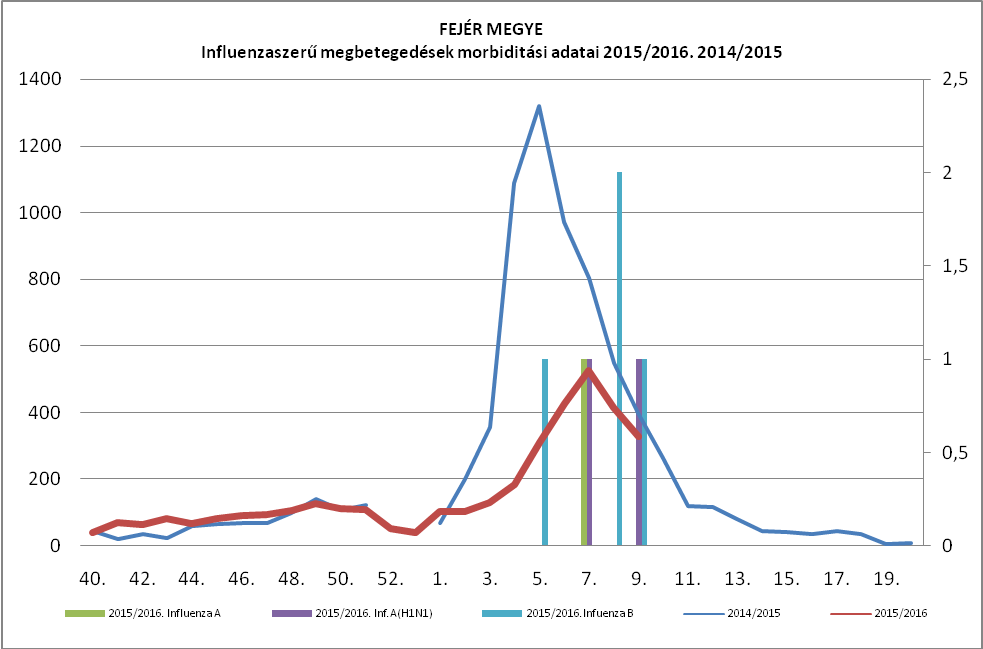 FEJÉR MEGYE
Influenzaszerű megbetegedések morbiditási adatai 2015/2016. 2014/2015
1400 2,5
1200 2
1000
800 1,5
600 1
400
200 0,5
0 0
40. 42. 44. 46. 48. 50. 52. 1. 3. 5. 7. 9. 11. 13. 15. 17. 19.
2015/2016. Influenza A 2015/2016. Inf.A(H1N1) 2015/2016.Infuenza B 2014/2015 2015/2016